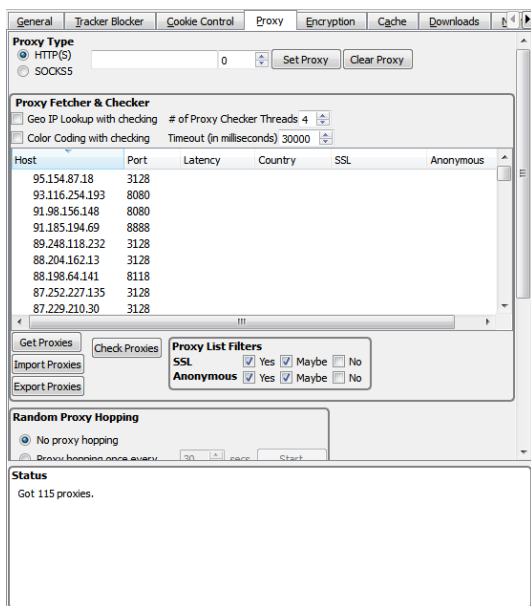 General Tracker Blocker Cookie Control Proxy Encryption Cache Downloads
Proxy Type
HTTP(S) 0 Set Proxy Clear Proxy
SOCKS5
Proxy Fetcher & Checker
Geo IP Lookup with checking # of Proxy Checker Threads 4
Color Coding with checking Timeout (in milliseconds) 30000
Host Port Latency Country SSL Anonymous
95.154.87.18 3128
93.116.254.193 8080
91.98.156.148 8080
91.185.194.69 8888
89.248.118.232 3128
88.204.162.13 3128
88.198.64.141 8118
87.252.227.135 3128
87.229.210.30 3128
Get Proxies Check Proxies Proxy List Filters
SSL Yes Maybe No
Import Proxies
Anonymous Yes Maybe No
Export Proxies
Random Proxy Hopping
No proxy hopping
Proxy hopping once every 30 secs Start
Status
Got 115 proxies.